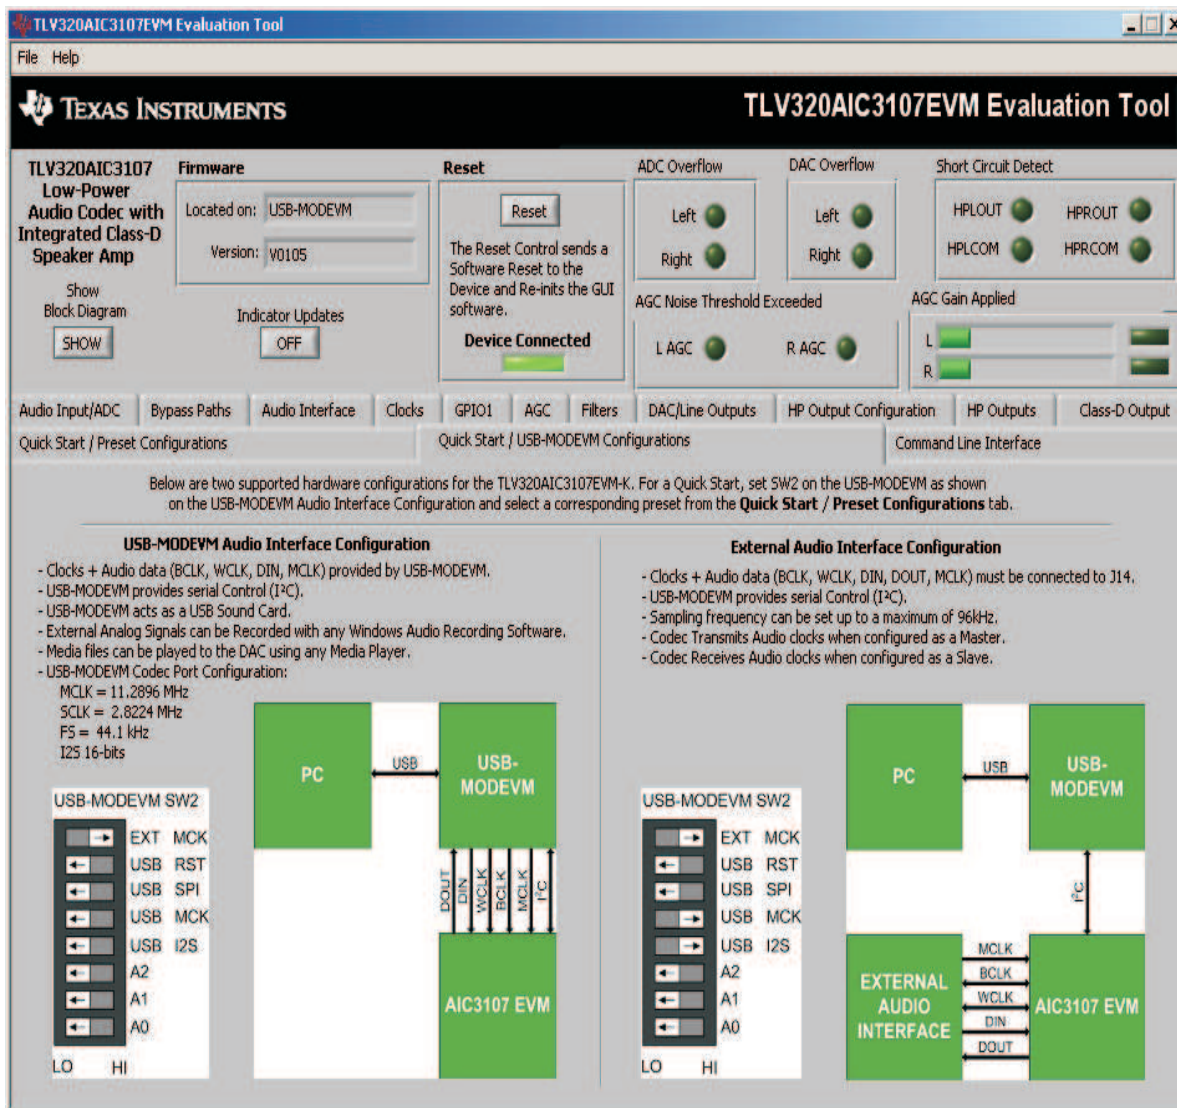 TLV320AIC3107EVM Evaluation Tool
File Help
TEXAS INSTRUMENTS
TLV320AIC3107EVM Evaluation Tool
TLV320AIC3107
Low-Power
Audio Codec with
Integrated Class-D
Speaker Amp
Show
Block Diagram
SHOW
Firmware
Located on: USB-MODEVM
Version: V0105
Indicator Updates
OFF
Reset
Reset
The Reset Control sends a
Software Reset to the
Device and Re-inits the GUI
software.
Device Connected
ADC Overflow
Left
Right
DAC Overflow
Left
Right
Short Circuit Detect
HPLOUT HPROUT
HPLCOM HPRCOM
AGC Noise Threshold Exceeded
L AGC R AGC
AGC Gain Applied
L
R
Audio Input/ADC Bypass Paths Audio Interface Clocks GPIO1 AGC Filters DAC/Line Outputs HP Output Configuration HP Outputs Class-D Output
Quick Start / Preset Configurations Quick Start / USB-MODEVM Configurations Command Line Interface
Below are two supported hardware configurations for the TLV320AIC3107EVM-K. For a Quick Start, set SW2 on the USB-MODEVM as shown
on the USB-MODEVM Audio Interface Configuration and select a corresponding preset from the Quick Start / Preset Configurations tab.
USB-MODEVM Audio Interface Configuration
- Clocks + Audio data (BCLK, WCLK, DIN, MCLK) provided by USB-MODEVM.
- USB-MODEVM provides serial Control (I²C).
- USB-MODEVM acts as a USB Sound Card.
- External Analog Signals can be Recorded with any Windows Audio Recording Software.
- Media files can be played to the DAC using any Media Player.
- USB-MODEVM Codec Port Configuration:
MCLK = 11.2896 MHz
SCLK = 2.8224 MHz
FS = 44.1 kHz
I2S 16-bits
USB-MODEVM SW2
EXT MCK
USB RST
USB SPI
USB MCK
USB I2S
A2
A1
A0
LO HI
PC
USB
USB-
MODEVM
DOUT
DIN
WCLK
BCLK
MCLK
I²C
AIC3107 EVM
External Audio Interface Configuration
- Clocks + Audio data (BCLK, WCLK, DIN, DOUT, MCLK) must be connected to J14.
- USB-MODEVM provides serial Control (I²C).
- Sampling frequency can be set up to a maximum of 96kHz.
- Codec Transmits Audio clocks when configured as a Master.
- Codec Receives Audio clocks when configured as a Slave.
USB-MODEVM SW2
EXT MCK
USB RST
USB SPI
USB MCK
USB I2S
A2
A1
A0
LO HI
PC
USB
USB-
MODEVM
I²C
EXTERNAL
AUDIO
INTERFACE
MCLK
BCLK
WCLK
DIN
DOUT
AIC3107 EVM